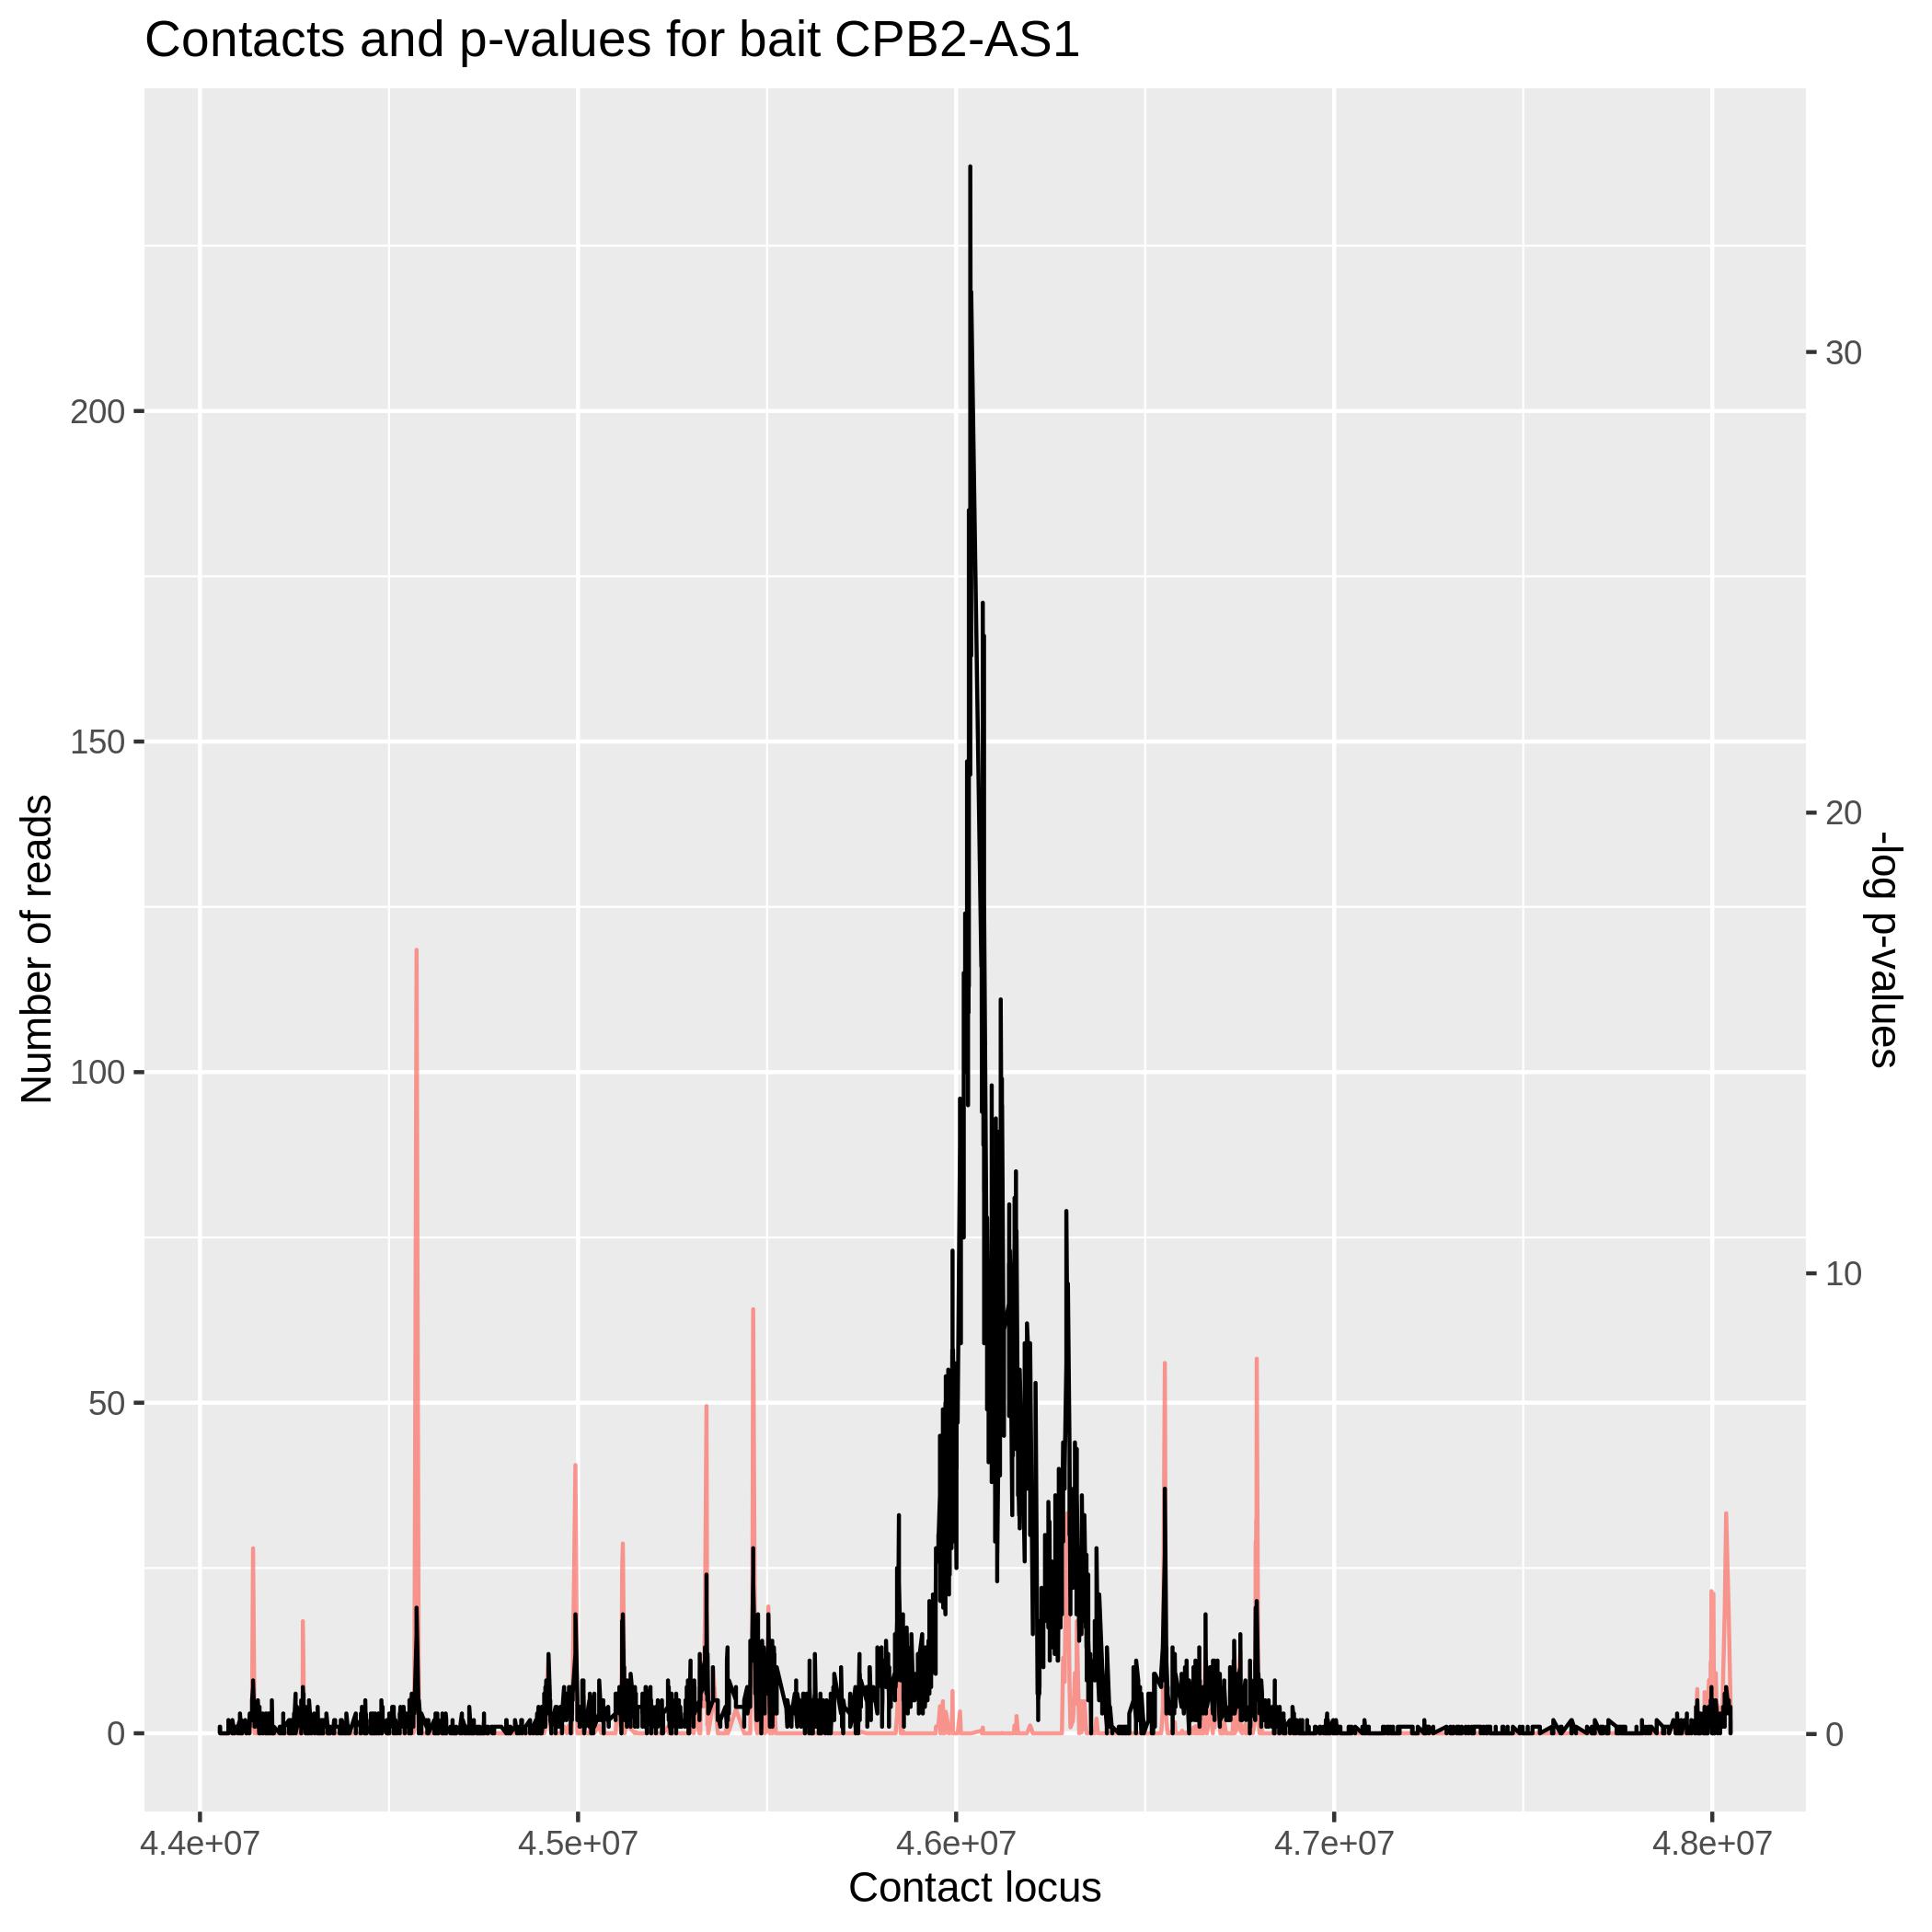 Contacts and p-values for bait CPB2-AS1
Number of reads
200
150
100
50
0
30
20
10
0
-log p-values
4.4e+07
4.5e+07
4.6e+07
4.7e+07
4.8e+07
Contact locus